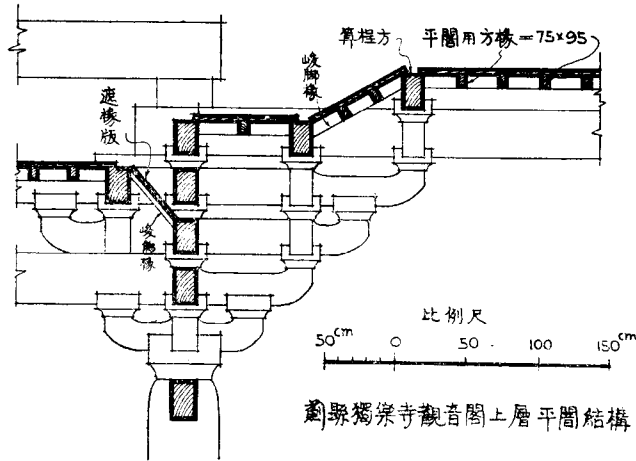 算桯方
平闇用方椽=75×95
峻脚椽
遮椽版
峻脚椽
比例尺
50cm 0 50 100 150cm
薊縣獨樂寺觀音閣上層平闇結構